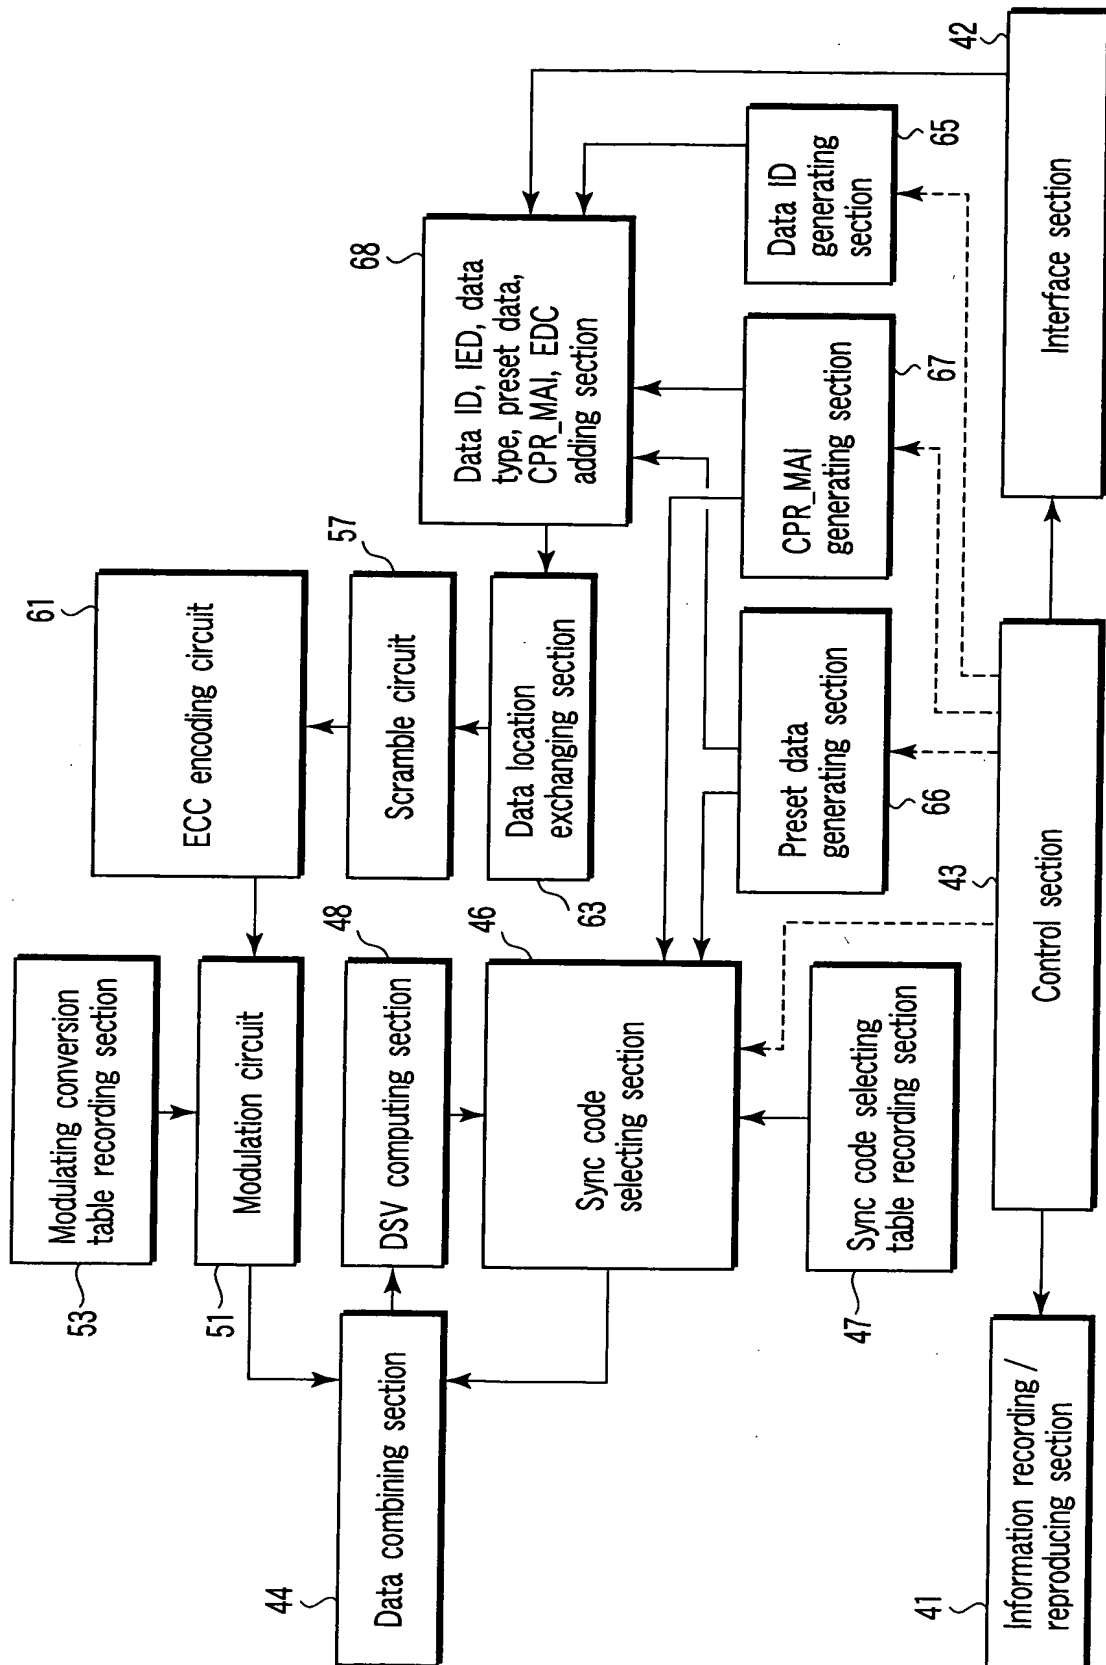 53
Modulating conversion
table recording section
61
ECC encoding circuit
51
Modulation circuit
57
Scramble circuit
68
Data ID, IED, data
type, preset data,
CPR_MAI, EDC
adding section
44
Data combining section
48
DSV computing section
63
Data location
exchanging section
46
Sync code
selecting section
66
Preset data
generating section
67
CPR_MAI
generating section
65
Data ID
generating
section
47
Sync code selecting
table recording section
41
Information recording /
reproducing section
43
Control section
42
Interface section